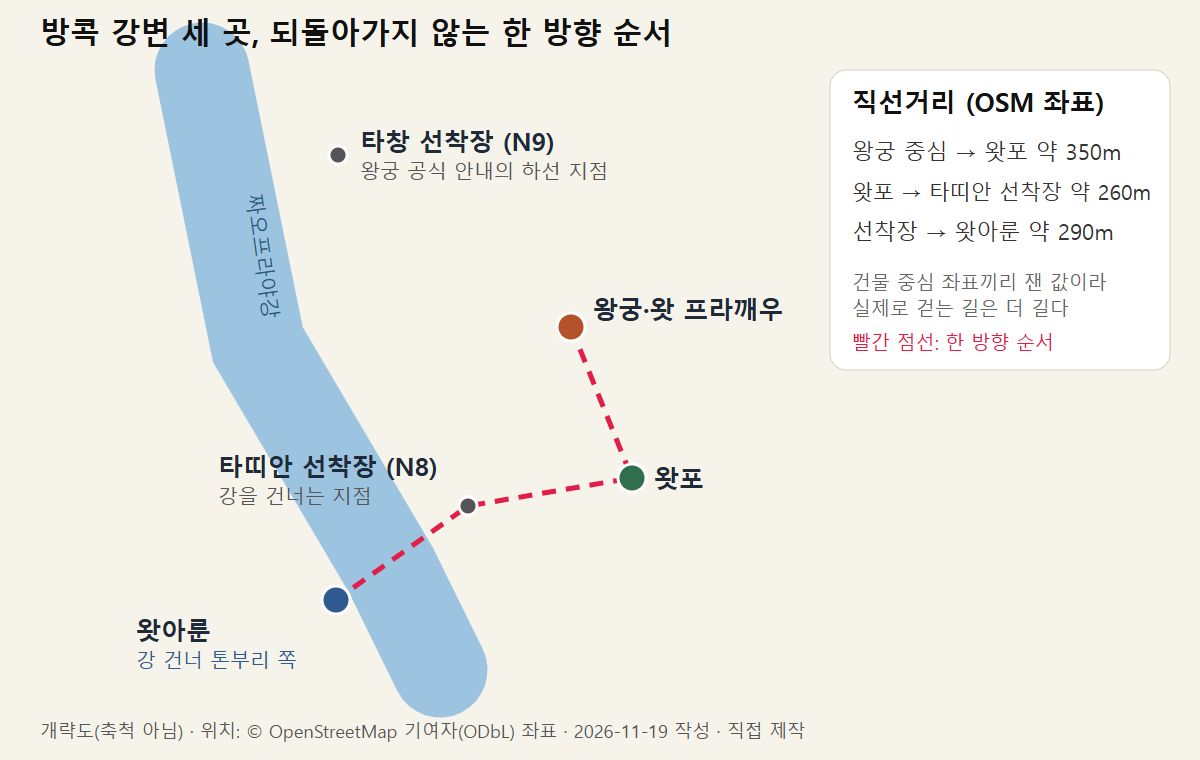 방콕 강변 세 곳, 되돌아가지 않는 한 방향 순서
직선거리 (OSM 좌표)
왕궁 중심 → 왓포 약 350m
왓포 → 타띠안 선착장 약 260m
선착장 → 왓아룬 약 290m
건물 중심 좌표끼리 잰 값이라
실제로 걷는 길은 더 길다
빨간 점선: 한 방향 순서
타창 선착장 (N9)
왕궁 공식 안내의 하선 지점
짜오프라야강
왕궁·왓 프라깨우
타띠안 선착장 (N8)
강을 건너는 지점
왓포
왓아룬
강 건너 톤부리 쪽
개략도(축척 아님) · 위치: © OpenStreetMap 기여자(ODbL) 좌표 · 2026-11-19 작성 · 직접 제작